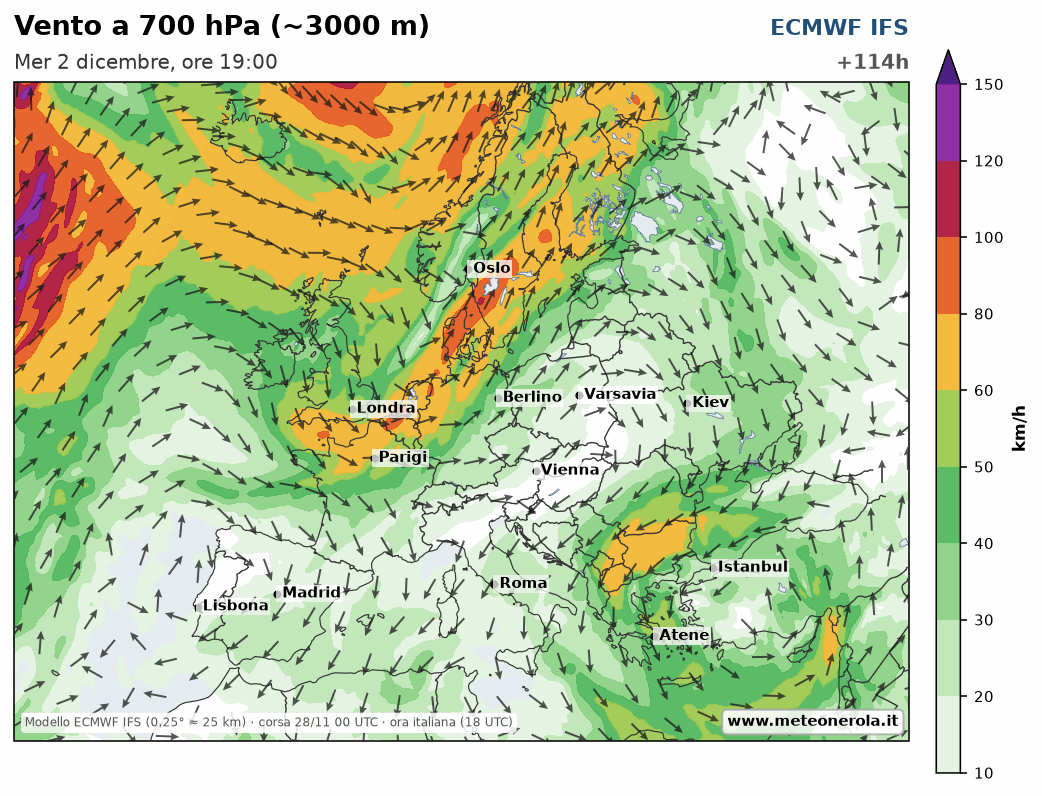 Vento a 700 hPa (~3000 m)
ECMWF IFS
Mer 2 dicembre, ore 19:00
+114h
150
120
100
80
60
50
40
30
20
10
km/h
Oslo
Berlino
Varsavia
Kiev
Londra
Parigi
Vienna
Istanbul
Roma
Madrid
Lisbona
Atene
Modello ECMWF IFS (0,25° ≈ 25 km) · corsa 28/11 00 UTC · ora italiana (18 UTC)
www.meteonerola.it